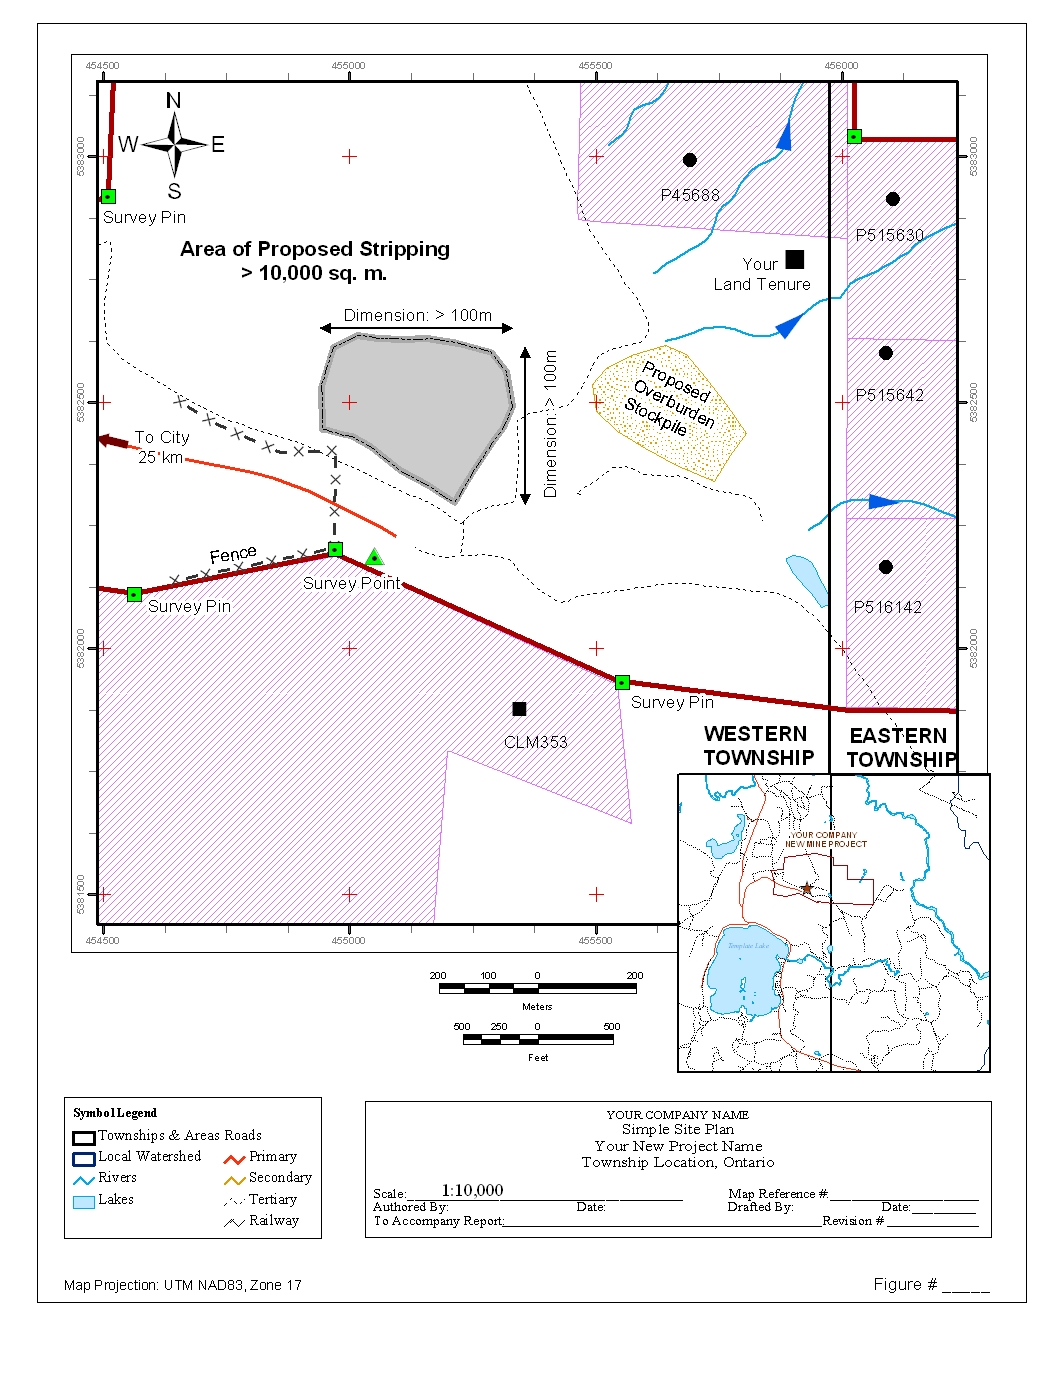 454500 455000 455500 456000
5383000
5383000
N
W E
S
Survey Pin
Area of Proposed Stripping
> 10,000 sq. m.
P45688
P515630
Your
Land Tenure
Dimension: > 100m
Dimension: > 100m
Proposed
Overburden
Stockpile
P515642
5382500
5382500
To City
25 km
Fence
Survey Point
Survey Pin
P516142
5382000
5382000
Survey Pin
CLM353
WESTERN
TOWNSHIP
EASTERN
TOWNSHIP
YOUR COMPANY
NEW MINE PROJECT
Template Lake
5381500
454500 455000 455500
200 100 0 200
Meters
500 250 0 500
Feet
Symbol Legend
Townships & Areas Roads
Local Watershed Primary
Rivers Secondary
Lakes Tertiary
Railway
YOUR COMPANY NAME
Simple Site Plan
Your New Project Name
Township Location, Ontario
Scale: 1:10,000 Map Reference #:
Authored By: Date: Drafted By: Date:
To Accompany Report: Revision #
Map Projection: UTM NAD83, Zone 17
Figure # _____